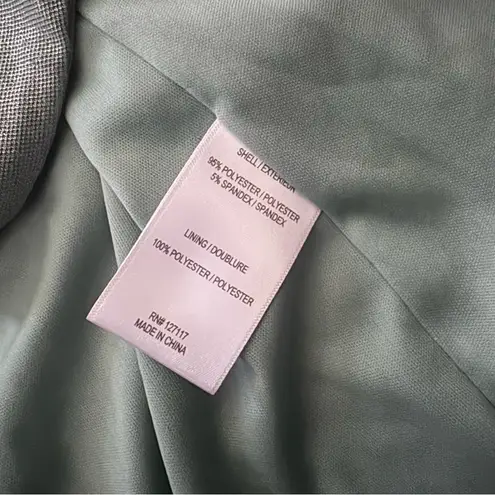 SHELL / EXTERIEUR
95% POLYESTER / POLYESTER
5% SPANDEX / SPANDEX
LINING / DOUBLURE
100% POLYESTER / POLYESTER
RN# 127117
MADE IN CHINA